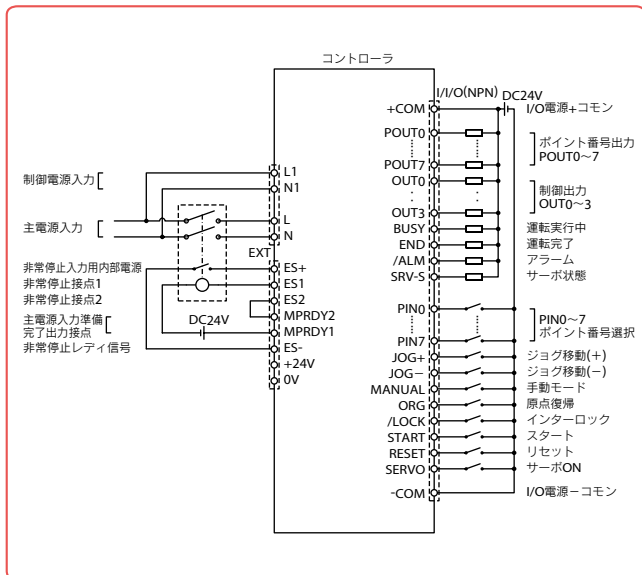 コントローラ
I/I/O(NPN)
DC24V
制御電源入力
主電源入力
非常停止入力用内部電源
非常停止接点1
非常停止接点2
主電源入力準備
完了出力接点
非常停止レディ信号
DC24V
L1
N1
L
N
EXT
ES+
ES1
ES2
MPRDY2
MPRDY1
ES-
+24V
0V
+COM
I/O電源+コモン
POUT0
POUT7
ポイント番号出力
POUT0~7
OUT0
OUT3
制御出力
OUT0~3
BUSY
運転実行中
END
運転完了
/ALM
アラーム
SRV-S
サーボ状態
PIN0
PIN7
PIN0~7
ポイント番号選択
JOG+
ジョグ移動(+)
JOG−
ジョグ移動(−)
MANUAL
手動モード
ORG
原点復帰
/LOCK
インターロック
START
スタート
RESET
リセット
SERVO
サーボON
-COM
I/O電源−コモン